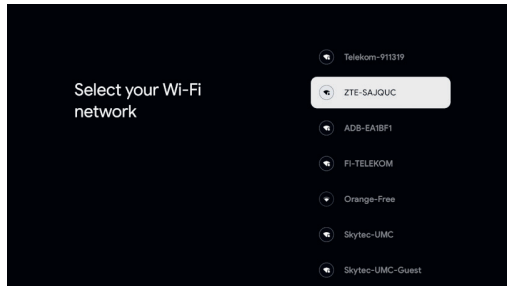 Select your Wi-Fi
network
Telekom-911319
ZTE-SAJQUC
ADB-EA1BF1
FI-TELEKOM
Orange-Free
Skytec-UMC
Skytec-UMC-Guest